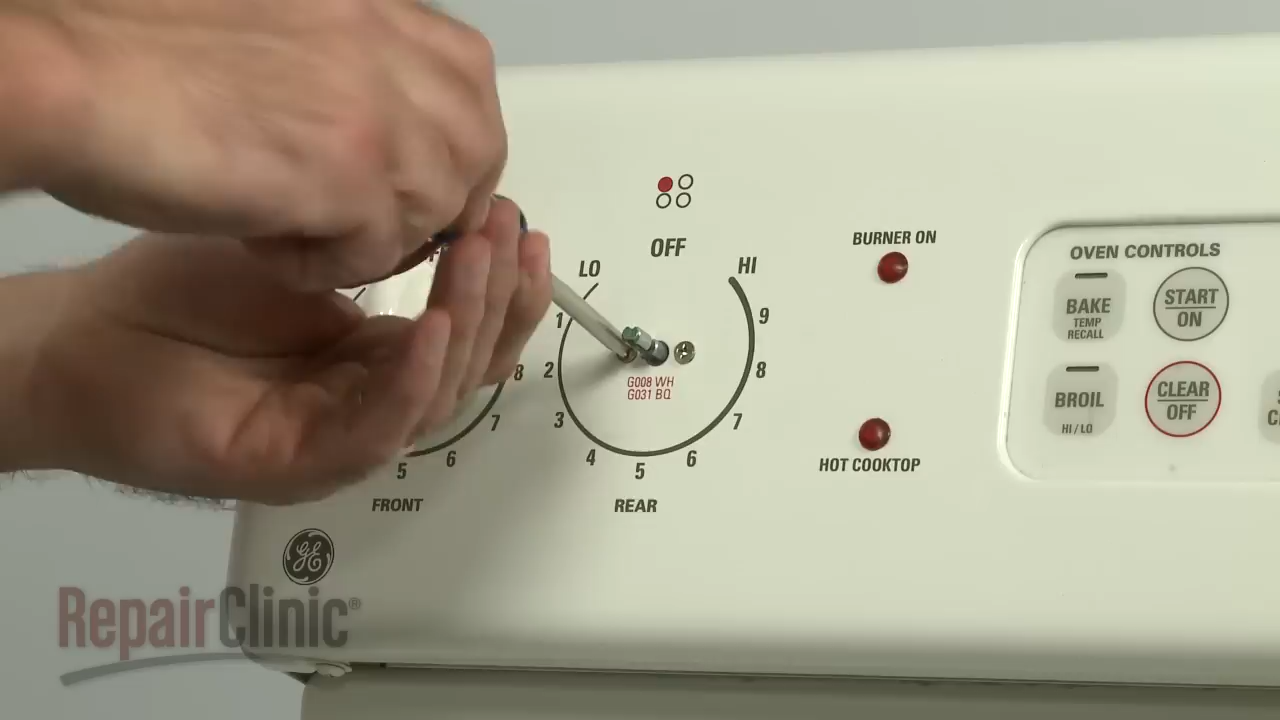 OFF
LO
HI
1
2
3
4
5
6
7
8
9
G008 WH
G031 BQ
REAR
8
7
6
5
FRONT
BURNER ON
HOT COOKTOP
OVEN CONTROLS
BAKE
TEMP
RECALL
START
ON
BROIL
HI / LO
CLEAR
OFF
GE
RepairClinic®